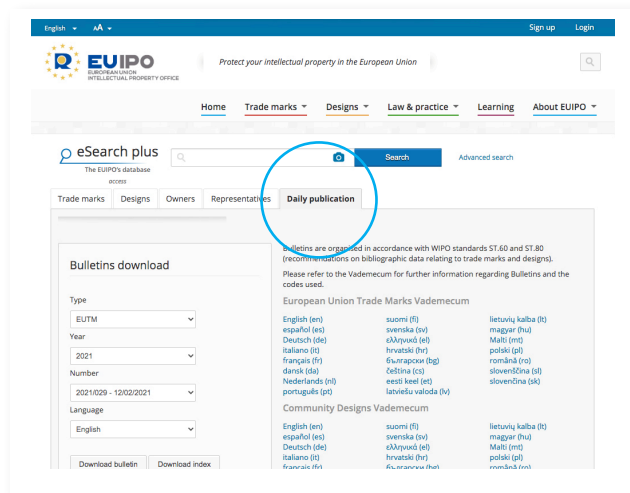 English AA Sign up Login
EUIPO
EUROPEAN UNION
INTELLECTUAL PROPERTY OFFICE
Protect your intellectual property in the European Union
Home Trade marks Designs Law & practice Learning About EUIPO
eSearch plus
The EUIPO's database
access
Search
Advanced search
Trade marks Designs Owners Representatives Daily publication
Bulletins download
Type
EUTM
Year
2021
Number
2021/029 - 12/02/2021
Language
English
Download bulletin Download index
Bulletins are organised in accordance with WIPO standards ST.60 and ST.80
(recommendations on bibliographic data relating to trade marks and designs).
Please refer to the Vademecum for further information regarding Bulletins and the
codes used.
European Union Trade Marks Vademecum
English (en) suomi (fi) lietuvių kalba (lt)
español (es) svenska (sv) magyar (hu)
Deutsch (de) ελληνικά (el) Malti (mt)
italiano (it) hrvatski (hr) polski (pl)
français (fr) български (bg) română (ro)
dansk (da) čeština (cs) slovenščina (sl)
Nederlands (nl) eesti keel (et) slovenčina (sk)
português (pt) latviešu valoda (lv)
Community Designs Vademecum
English (en) suomi (fi) lietuvių kalba (lt)
español (es) svenska (sv) magyar (hu)
Deutsch (de) ελληνικά (el) Malti (mt)
italiano (it) hrvatski (hr) polski (pl)
français (fr) български (bg) română (ro)